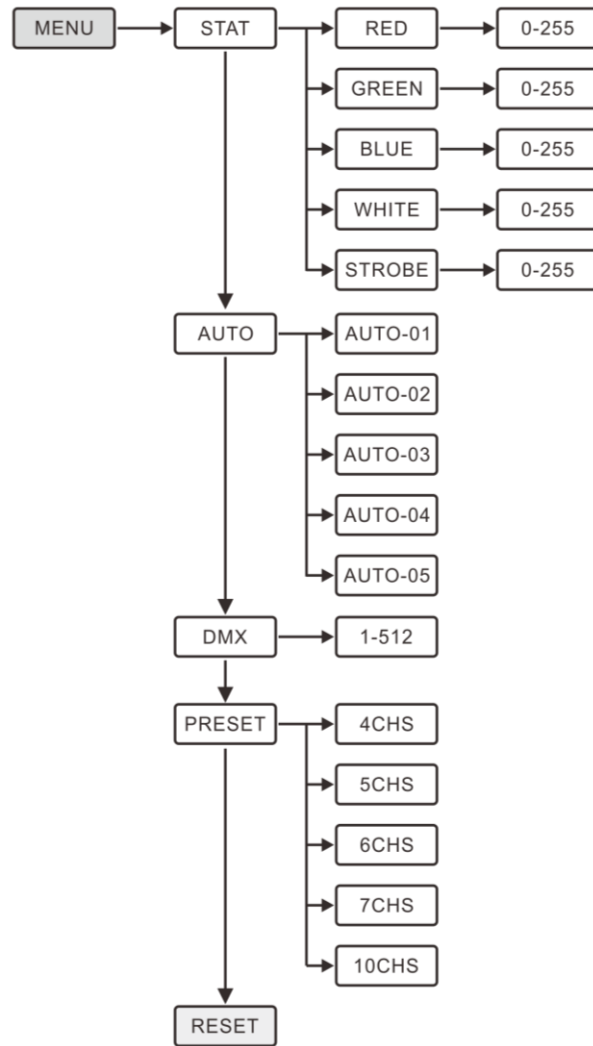 MENU STAT RED 0-255
GREEN 0-255
BLUE 0-255
WHITE 0-255
STROBE 0-255
AUTO AUTO-01
AUTO-02
AUTO-03
AUTO-04
AUTO-05
DMX 1-512
PRESET 4CHS
5CHS
6CHS
7CHS
10CHS
RESET